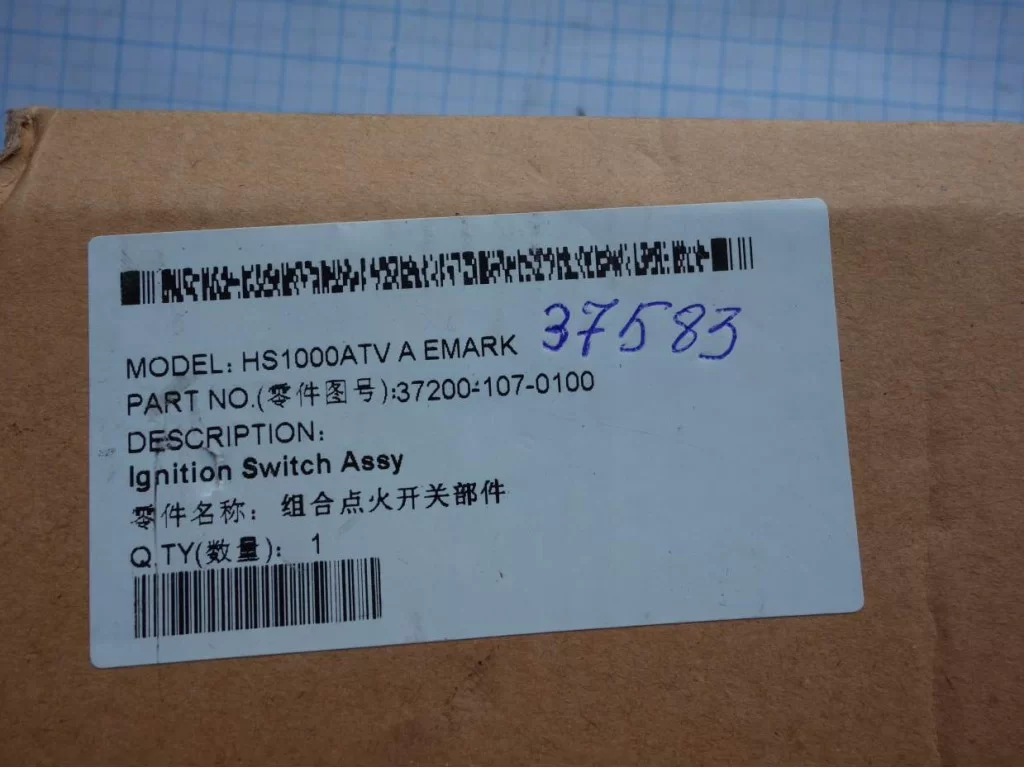 MODEL: HS1000ATV A EMARK 37583
PART NO.(零件图号):37200-107-0100
DESCRIPTION:
Ignition Switch Assy
零件名称: 组合点火开关部件
Q.TY(数量): 1